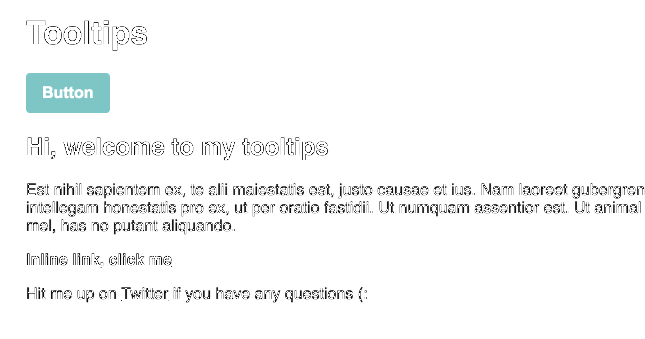 Tooltips
Button
Hi, welcome to my tooltips
Est nihil sapientem ex, te alii maiestatis est, justo causae et ius. Nam laoreet gubergren
intellegam honestatis pro ex, ut per oratio fastidii. Ut numquam assentior est. Ut animal
mel, has no putant aliquando.
Inline link, click me
Hit me up on Twitter if you have any questions (: